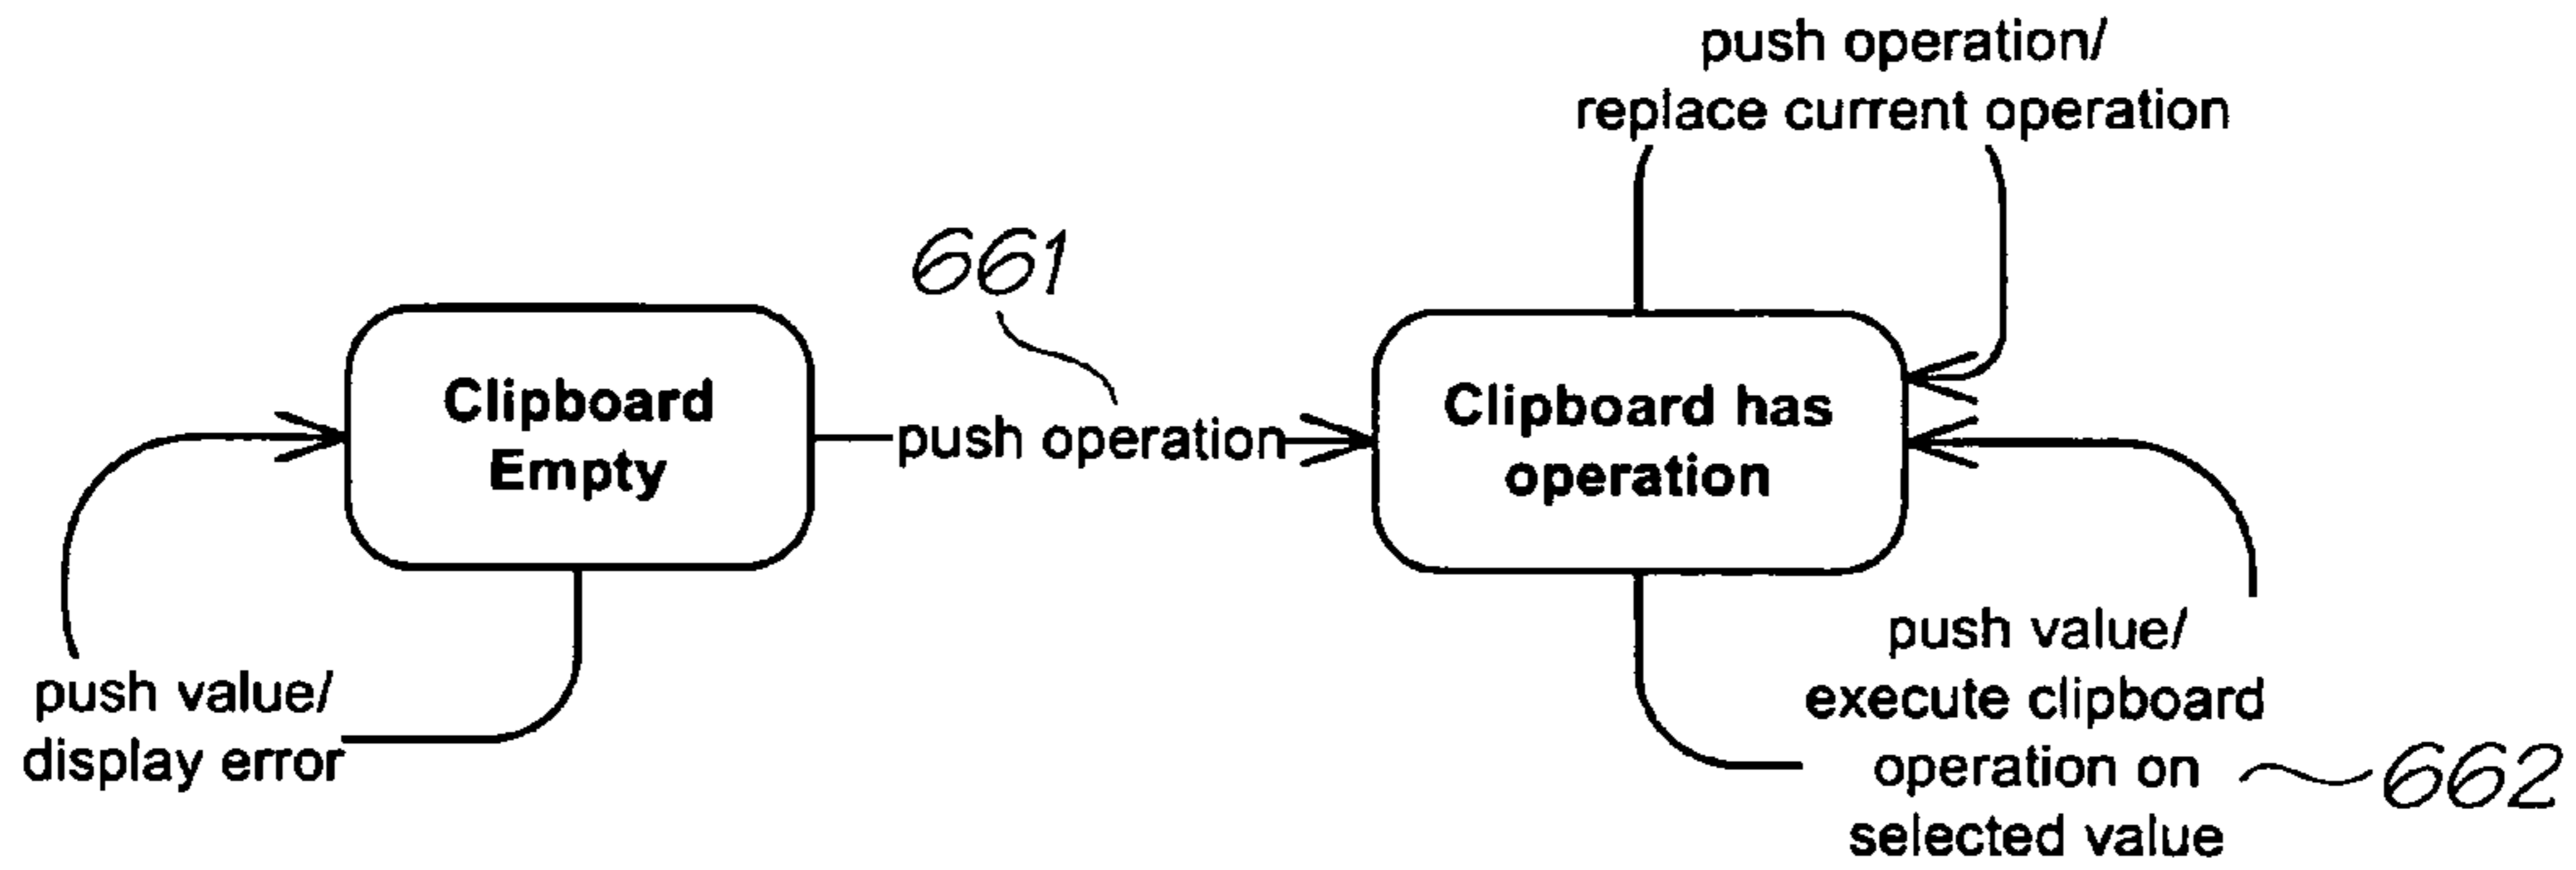 push operation/
replace current operation
661
Clipboard
Empty
push operation
Clipboard has
operation
push value/
display error
push value/
execute clipboard
operation on
selected value
662